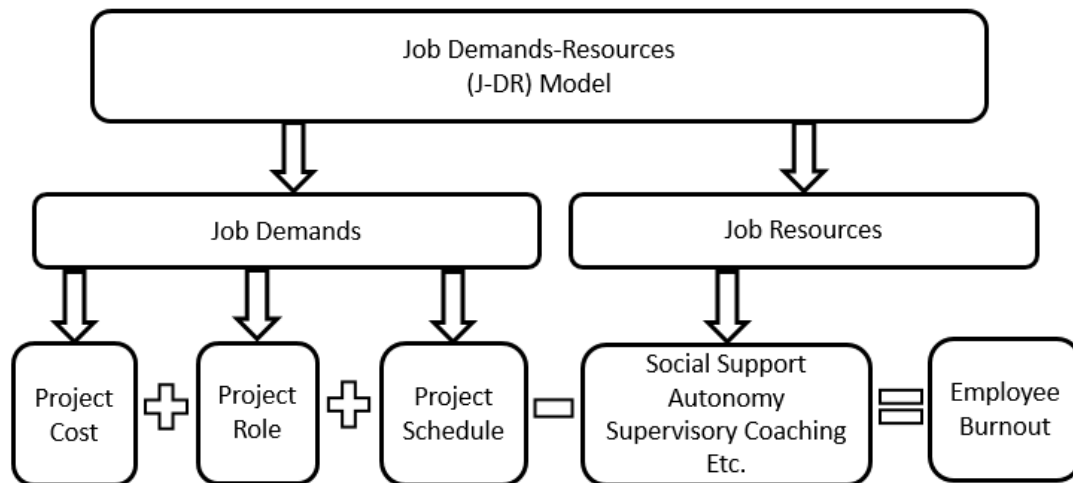 Job Demands-Resources
(J-DR) Model
Job Demands
Job Resources
Project
Cost
Project
Role
Project
Schedule
Social Support
Autonomy
Supervisory Coaching
Etc.
Employee
Burnout